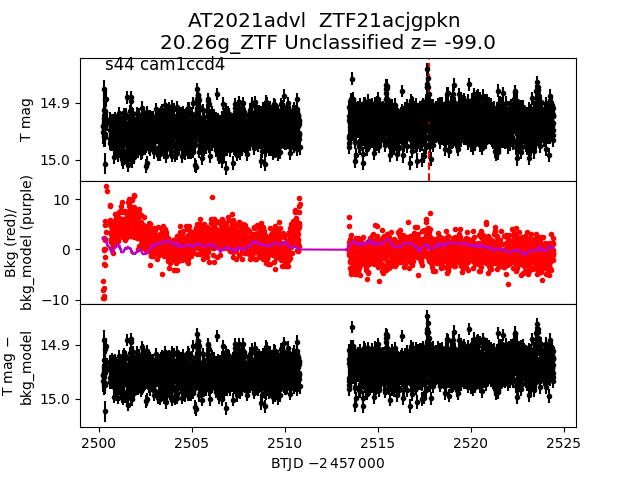 AT2021advl  ZTF21acjgpkn
20.26g_ZTF Unclassified z= -99.0
s44 cam1ccd4
T mag
14.9
15.0
Bkg (red)/
bkg_model (purple)
10
0
−10
T mag −
bkg_model
14.9
15.0
2500
2505
2510
2515
2520
2525
BTJD −2 457 000